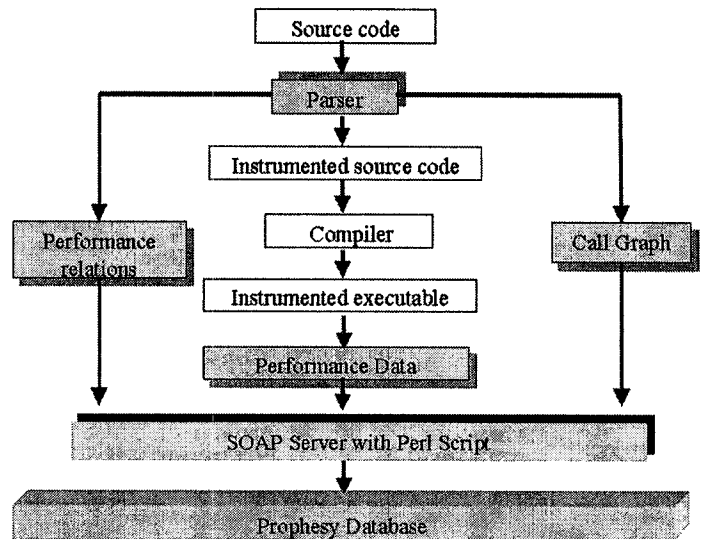 Source code
Parser
Instrumented source code
Performance
relations
Compiler
Call Graph
Instrumented executable
Performance Data
SOAP Server with Perl Script
Prophesy Database